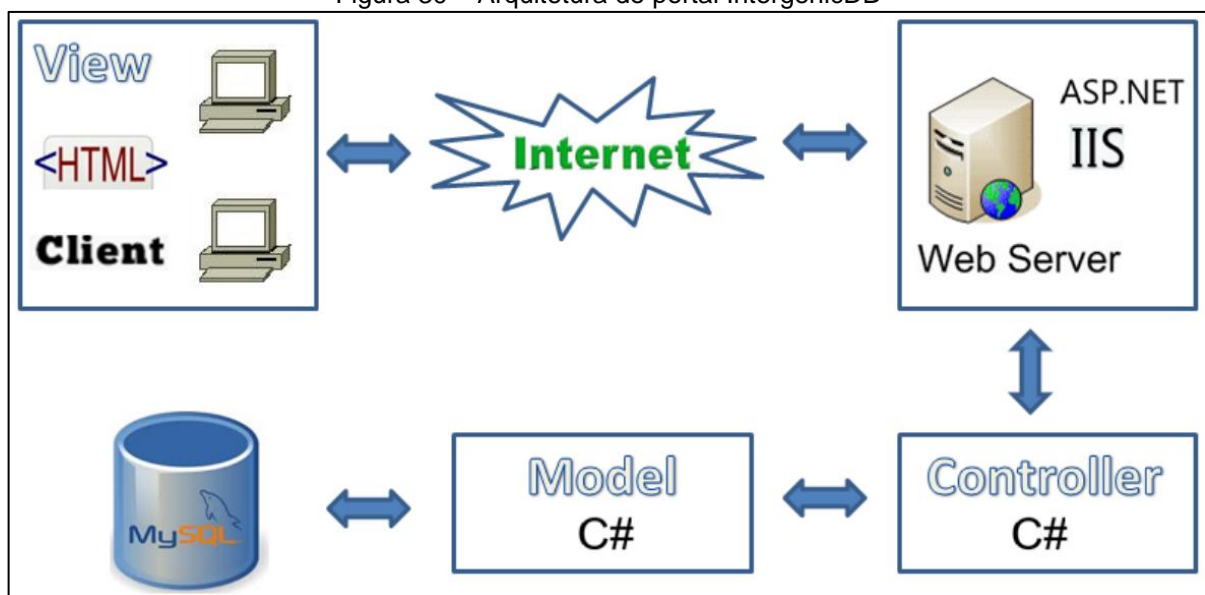 View
<HTML>
Client
Internet
ASP.NET
IIS
Web Server
MySQL
Model
C#
Controller
C#